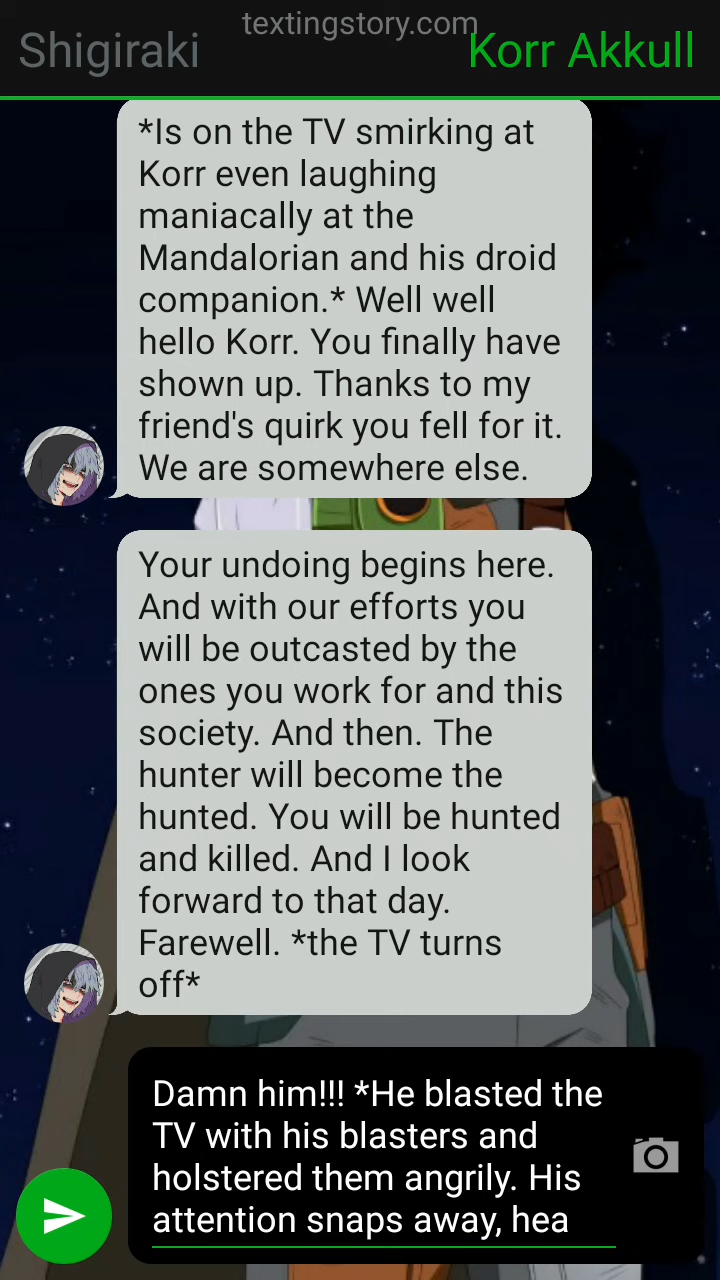 textingstory.com
Shigiraki
Korr Akkull
*Is on the TV smirking at
Korr even laughing
maniacally at the
Mandalorian and his droid
companion.* Well well
hello Korr. You finally have
shown up. Thanks to my
friend's quirk you fell for it.
We are somewhere else.
Your undoing begins here.
And with our efforts you
will be outcasted by the
ones you work for and this
society. And then. The
hunter will become the
hunted. You will be hunted
and killed. And I look
forward to that day.
Farewell. *the TV turns
off*
Damn him!!! *He blasted the
TV with his blasters and
holstered them angrily. His
attention snaps away, hea